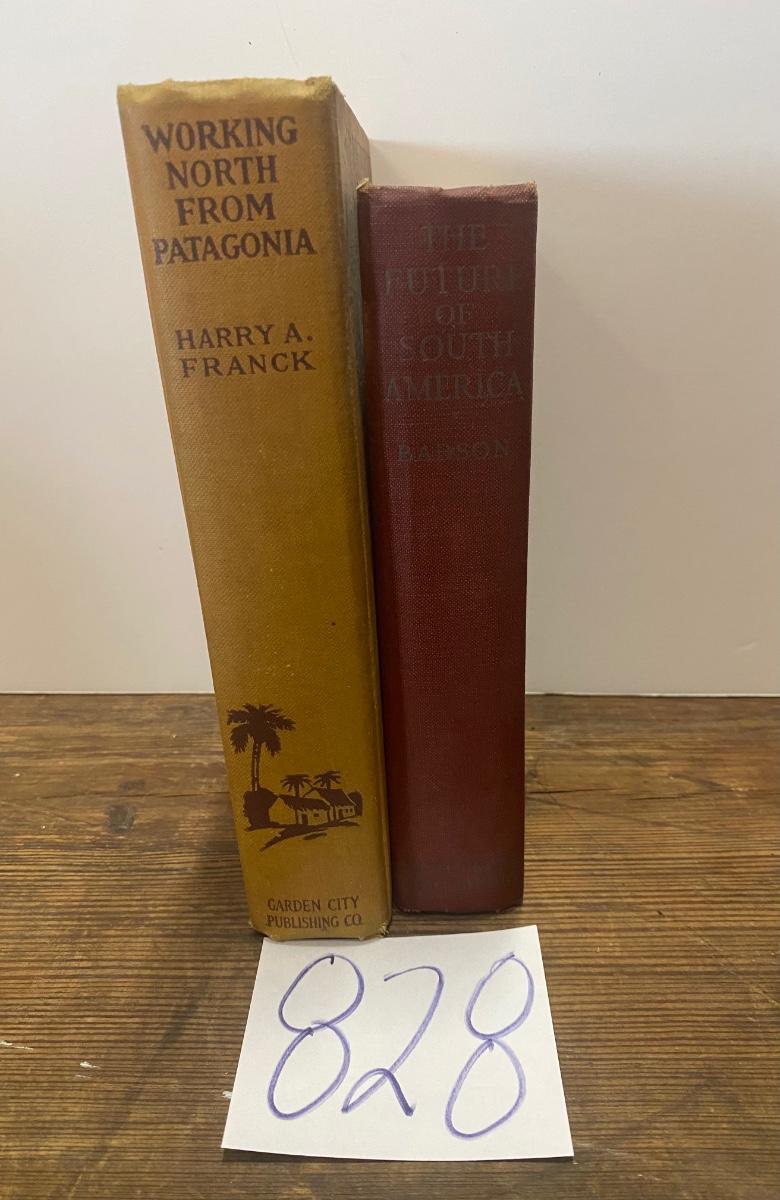 WORKING
NORTH
FROM
PATAGONIA
HARRY A.
FRANCK
GARDEN CITY
PUBLISHING CO.
THE
FUTURE
OF
SOUTH
AMERICA
BABSON
828